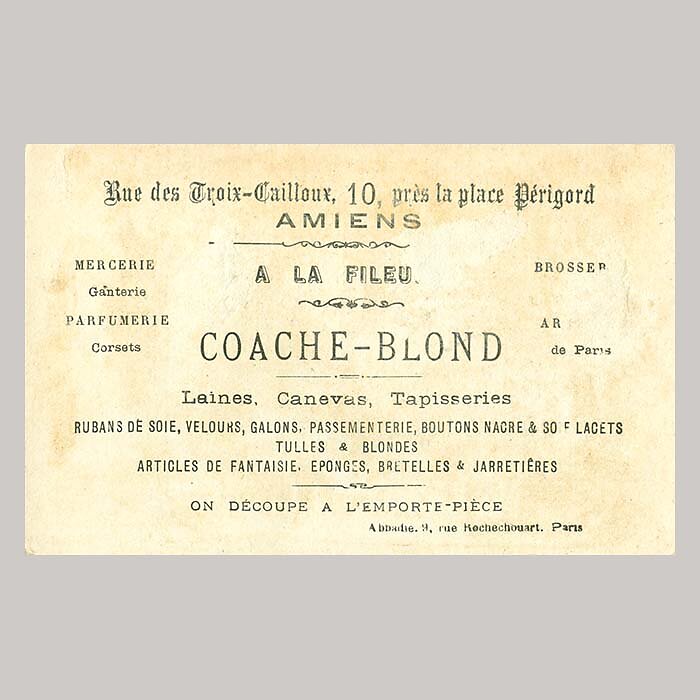 Rue des Troix-Cailloux, 10, près la place Périgord
AMIENS
A LA FILEU
MERCERIE
Ganterie
PARFUMERIE
Corsets
BROSSER
AR
de Paris
COACHE-BLOND
Laines, Canevas, Tapisseries
RUBANS DE SOIE, VELOURS, GALONS, PASSEMENTERIE, BOUTONS NACRE & SO E LACETS
TULLES & BLONDES
ARTICLES DE FANTAISIE, EPONGES, BRETELLES & JARRETIÊRES
ON DÉCOUPE A L'EMPORTE-PIÈCE
Abbadie. 9, rue Rochechouart. Paris